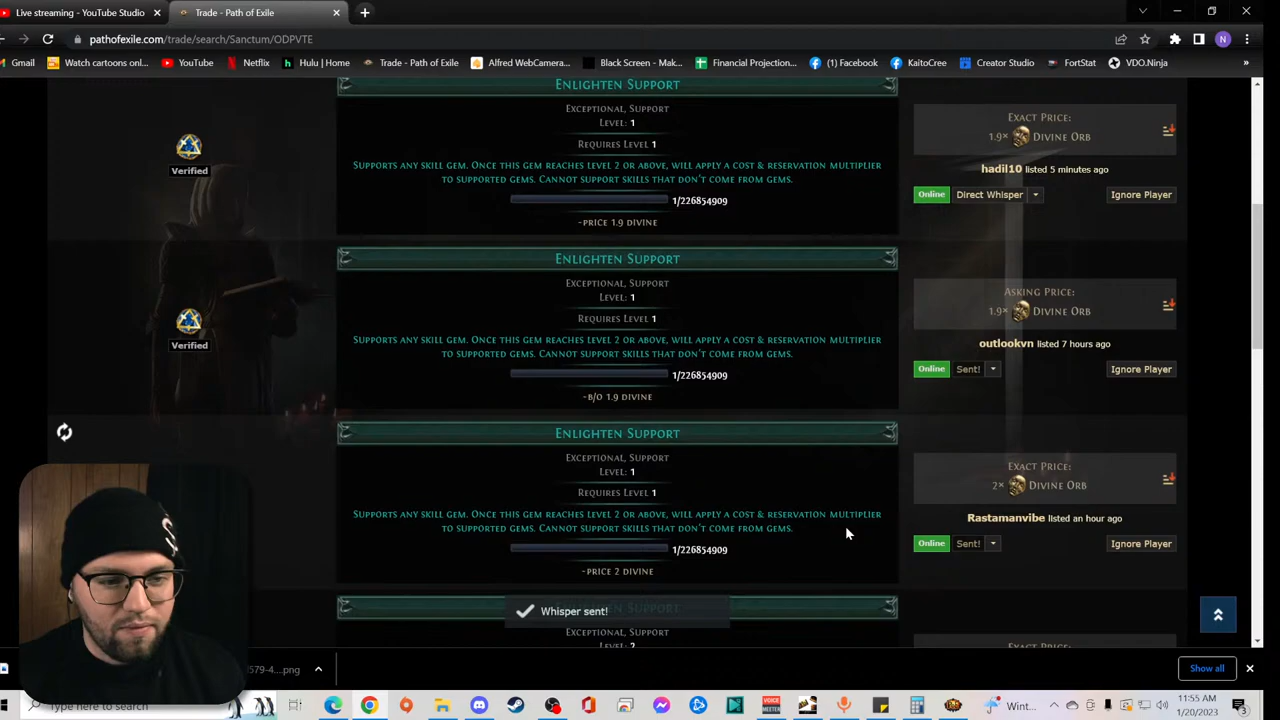 Live streaming - YouTube Studio
Trade - Path of Exile
pathofexile.com/trade/search/Sanctum/ODPVTE
Gmail
Watch cartoons onl...
YouTube
Netflix
Hulu | Home
Trade - Path of Exile
Alfred WebCamera...
Black Screen - Mak...
Financial Projection...
(1) Facebook
KaitoCree
Creator Studio
FortStat
VDO.Ninja
»
N
Enlighten Support
Exceptional, Support
Level: 1
Requires Level 1
Supports any skill gem. Once this gem reaches level 2 or above, will apply a cost & reservation multiplier
to supported gems. Cannot support skills that don't come from gems.
1/226854909
~price 1.9 divine
Verified
Exact Price:
1.9× Divine Orb
hadil10 listed 5 minutes ago
Online Direct Whisper Ignore Player
Enlighten Support
Exceptional, Support
Level: 1
Requires Level 1
Supports any skill gem. Once this gem reaches level 2 or above, will apply a cost & reservation multiplier
to supported gems. Cannot support skills that don't come from gems.
1/226854909
~b/o 1.9 divine
Verified
Asking Price:
1.9× Divine Orb
outlookvn listed 7 hours ago
Online Sent! Ignore Player
Enlighten Support
Exceptional, Support
Level: 1
Requires Level 1
Supports any skill gem. Once this gem reaches level 2 or above, will apply a cost & reservation multiplier
to supported gems. Cannot support skills that don't come from gems.
1/226854909
~price 2 divine
Exact Price:
2× Divine Orb
Rastamanvibe listed an hour ago
Online Sent! Ignore Player
Whisper sent!
Exceptional, Support
Level: 2
Exact Price:
579-4....png
Show all
Type here to search
Wint...
11:55 AM
1/20/2023
3